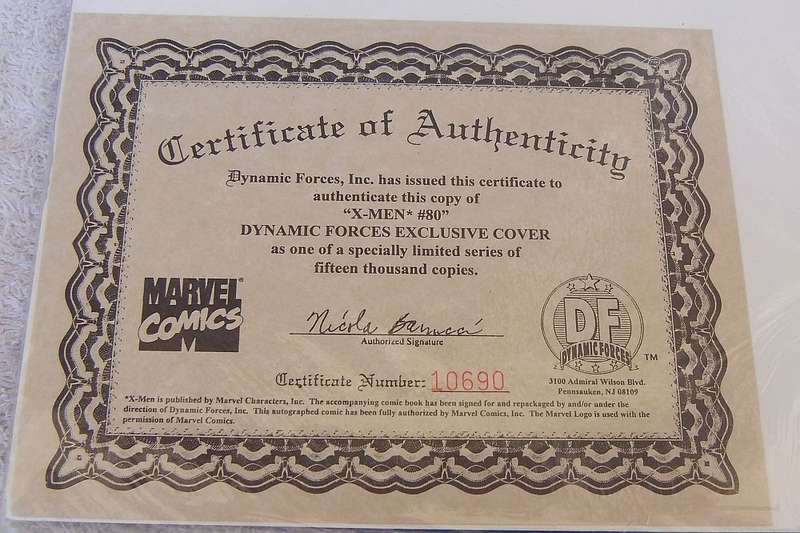 Certificate of Authenticity
Dynamic Forces, Inc. has issued this certificate to
authenticate this copy of
“X-MEN* #80”
DYNAMIC FORCES EXCLUSIVE COVER
as one of a specially limited series of
fifteen thousand copies.
MARVEL®
COMICS
M
Authorized Signature
DF
DYNAMIC FORCES
TM
Certificate Number: 10690
3100 Admiral Wilson Blvd.
Pennsauken, NJ 08109
*X-Men is published by Marvel Characters, Inc. The accompanying comic book has been signed for and repackaged by and/or under the
direction of Dynamic Forces, Inc. This autographed comic has been fully authorized by Marvel Comics, Inc. The Marvel Logo is used with the
permission of Marvel Comics.